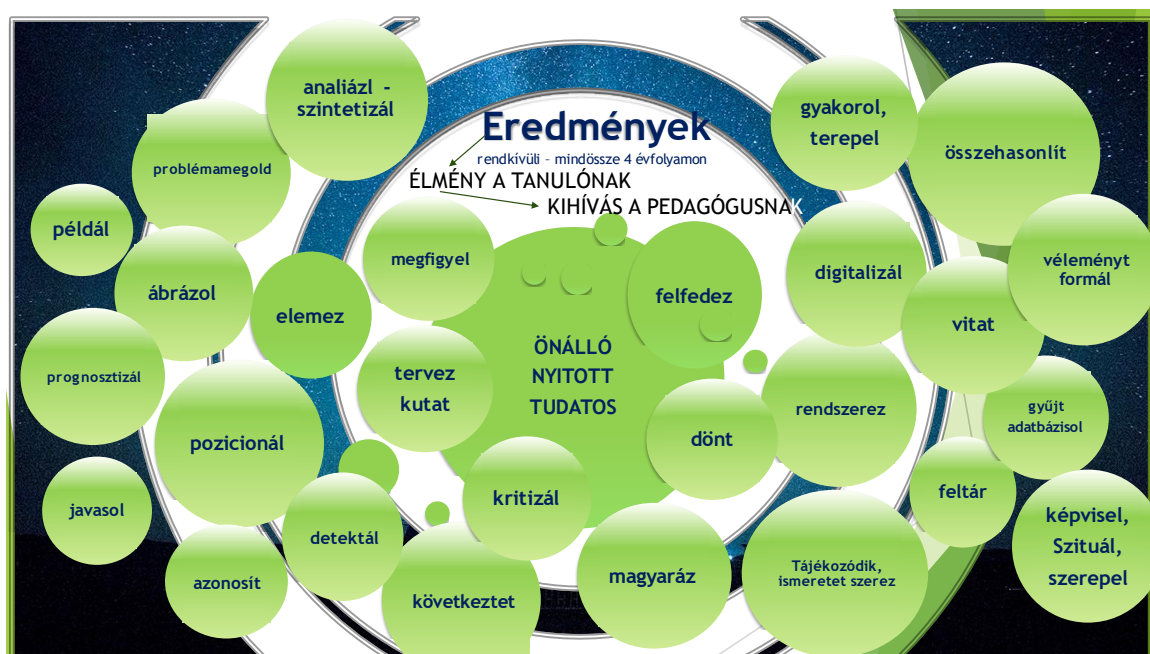 Eredmények
rendkívüli – mindössze 4 évfolyamon
ÉLMÉNY A TANULÓNAK
KIHÍVÁS A PEDAGÓGUSNAK
analiázl -
szintetizál
gyakorol,
terepel
összehasonlít
problémamegold
példál
megfigyel
véleményt
formál
digitalizál
ábrázol
felfedez
elemez
vitat
ÖNÁLLÓ
NYITOTT
TUDATOS
prognosztizál
tervez
kutat
rendszerez
gyűjt
adatbázisol
pozicionál
dönt
feltár
kritizál
javasol
detektál
képvisel,
Szituál,
szerepel
azonosít
következtet
magyaráz
Tájékozódik,
ismeretet szerez